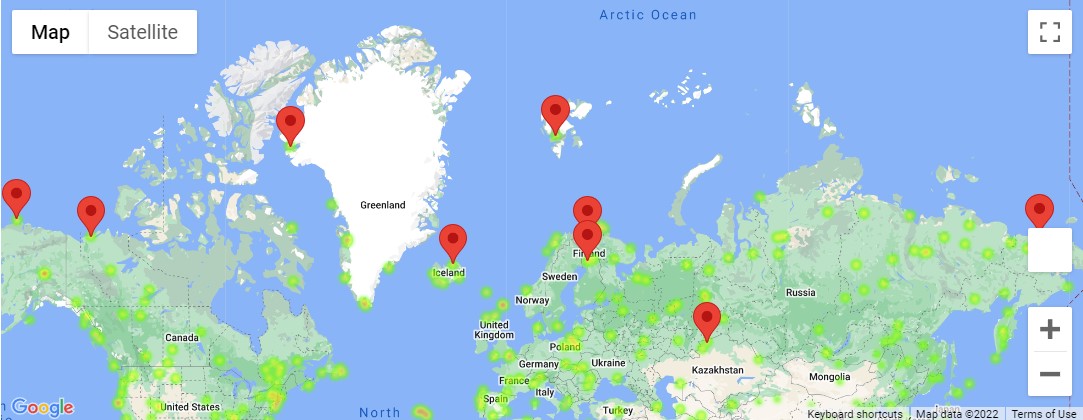 Arctic Ocean
Map
Satellite
Greenland
Finland
Iceland
Sweden
Russia
Norway
United
Kingdom
Canada
Poland
Germany
Ukraine
Kazakhstan
Mongolia
France
Italy
Spain
United States
Turkey
North
Google
Keyboard shortcuts
Map data ©2022
Terms of Use